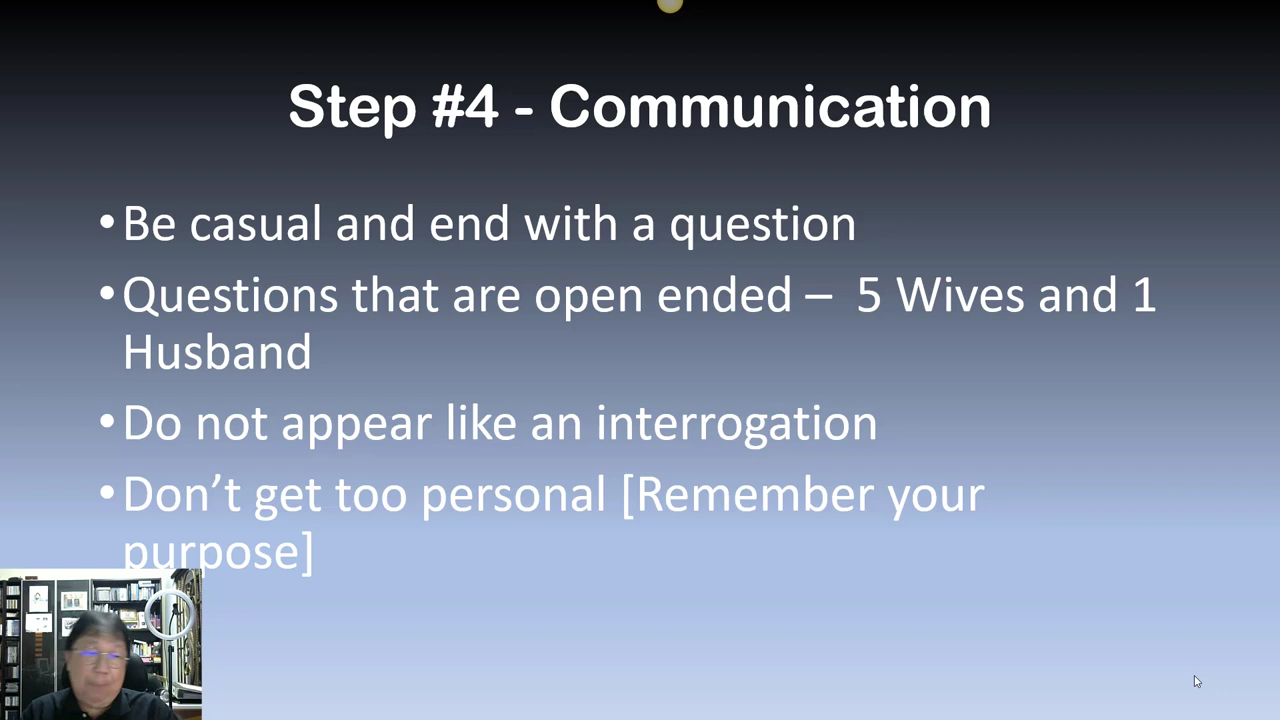 Step #4 - Communication
•Be casual and end with a question
•Questions that are open ended – 5 Wives and 1
Husband
•Do not appear like an interrogation
•Don’t get too personal [Remember your
purpose]